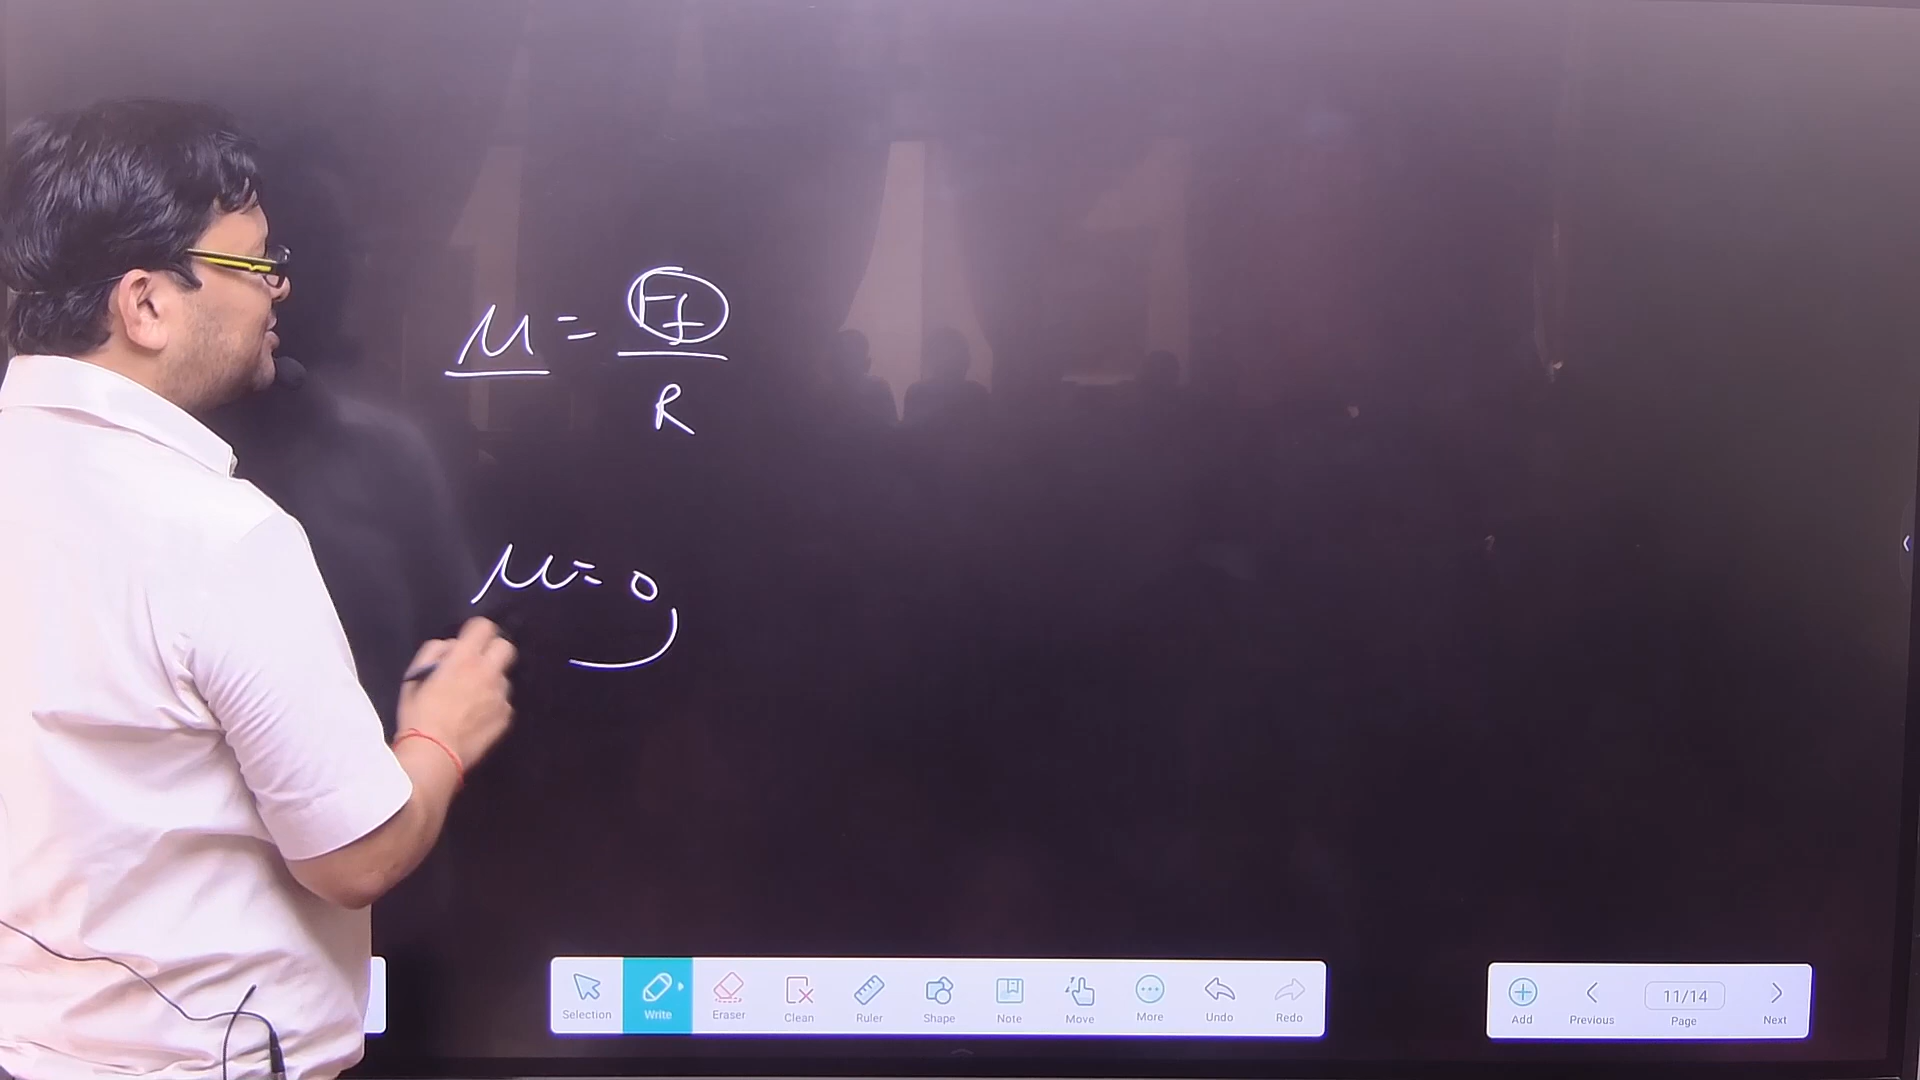 μ = Ff
R
μ = 0
Selection Write Eraser Clean Ruler Shape Note Move More Undo Redo
Add Previous 11/14 Page Next